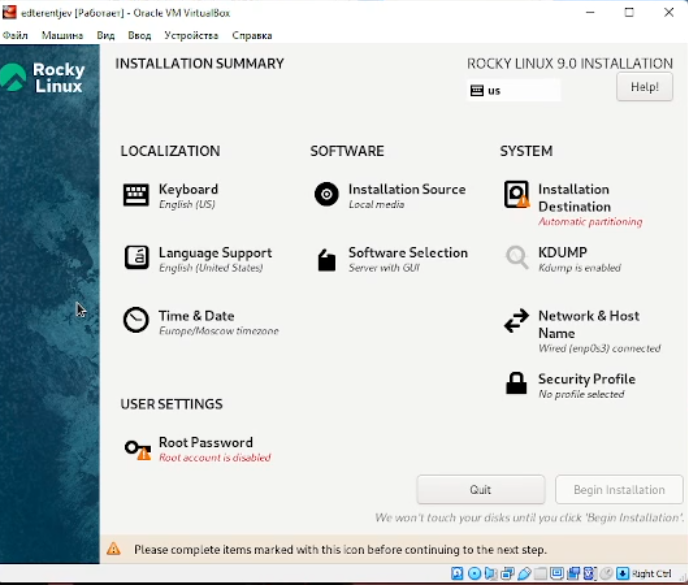 edterentjev [Работает] - Oracle VM VirtualBox
Файл Машина Вид Ввод Устройства Справка
Rocky
Linux
INSTALLATION SUMMARY
ROCKY LINUX 9.0 INSTALLATION
us
Help!
LOCALIZATION
Keyboard
English (US)
Language Support
English (United States)
Time & Date
Europe/Moscow timezone
SOFTWARE
Installation Source
Local media
Software Selection
Server with GUI
SYSTEM
Installation
Destination
Automatic partitioning
KDUMP
Kdump is enabled
Network & Host
Name
Wired (enp0s3) connected
Security Profile
No profile selected
USER SETTINGS
Root Password
Root account is disabled
Quit
Begin Installation
We won't touch your disks until you click 'Begin Installation'.
Please complete items marked with this icon before continuing to the next step.
Right Ctrl